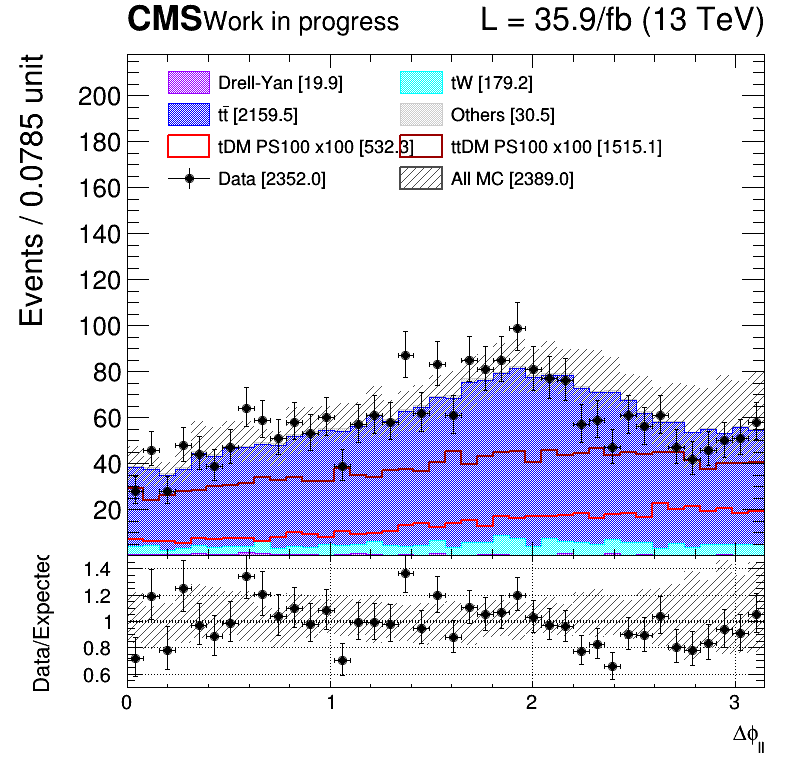 CMS Work in progress L = 35.9/fb (13 TeV)
Events / 0.0785 unit
Drell-Yan [19.9] tW [179.2]
tt̄ [2159.5] Others [30.5]
tDM PS100 x100 [532.3] ttDM PS100 x100 [1515.1]
Data [2352.0] All MC [2389.0]
200
180
160
140
120
100
80
60
40
20
Data/Expected
1.4
1.2
1
0.8
0.6
0 1 2 3
Δϕ_ll